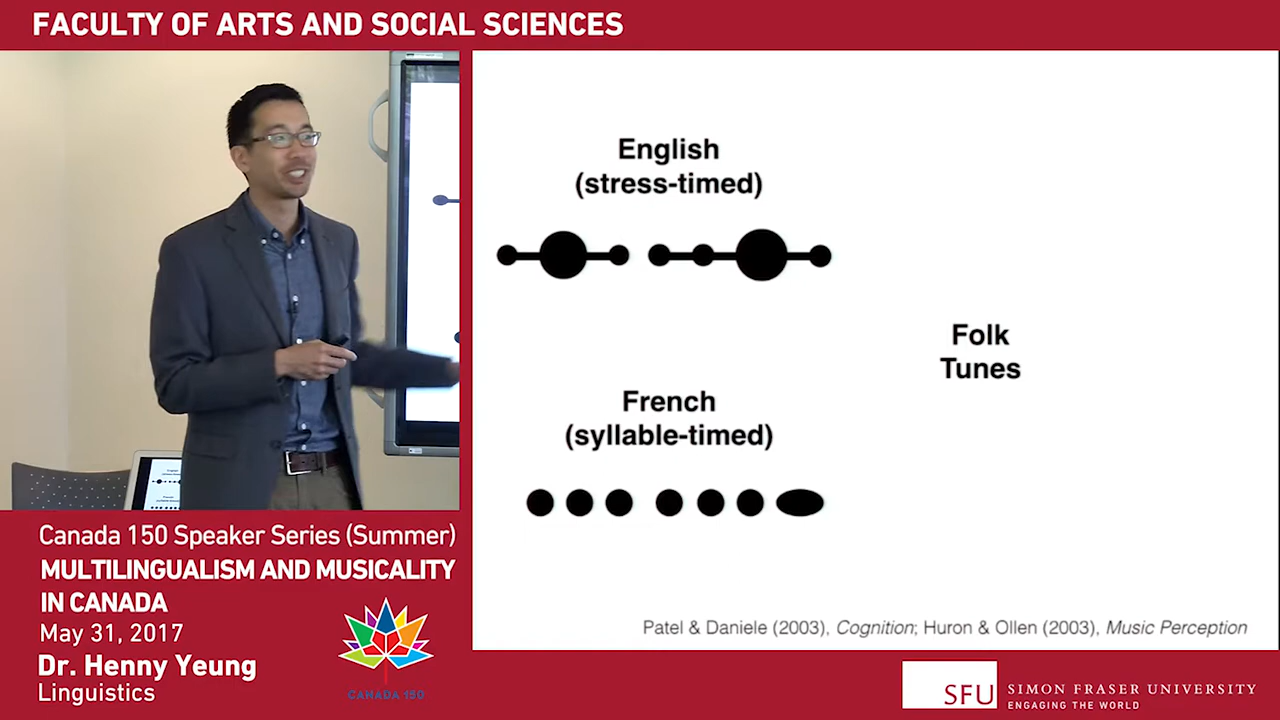 FACULTY OF ARTS AND SOCIAL SCIENCES
English
(stress-timed)
Folk
Tunes
French
(syllable-timed)
Patel & Daniele (2003), Cognition; Huron & Ollen (2003), Music Perception
Canada 150 Speaker Series (Summer)
MULTILINGUALISM AND MUSICALITY
IN CANADA
May 31, 2017
Dr. Henny Yeung
Linguistics
CANADA 150
SFU
SIMON FRASER UNIVERSITY
ENGAGING THE WORLD